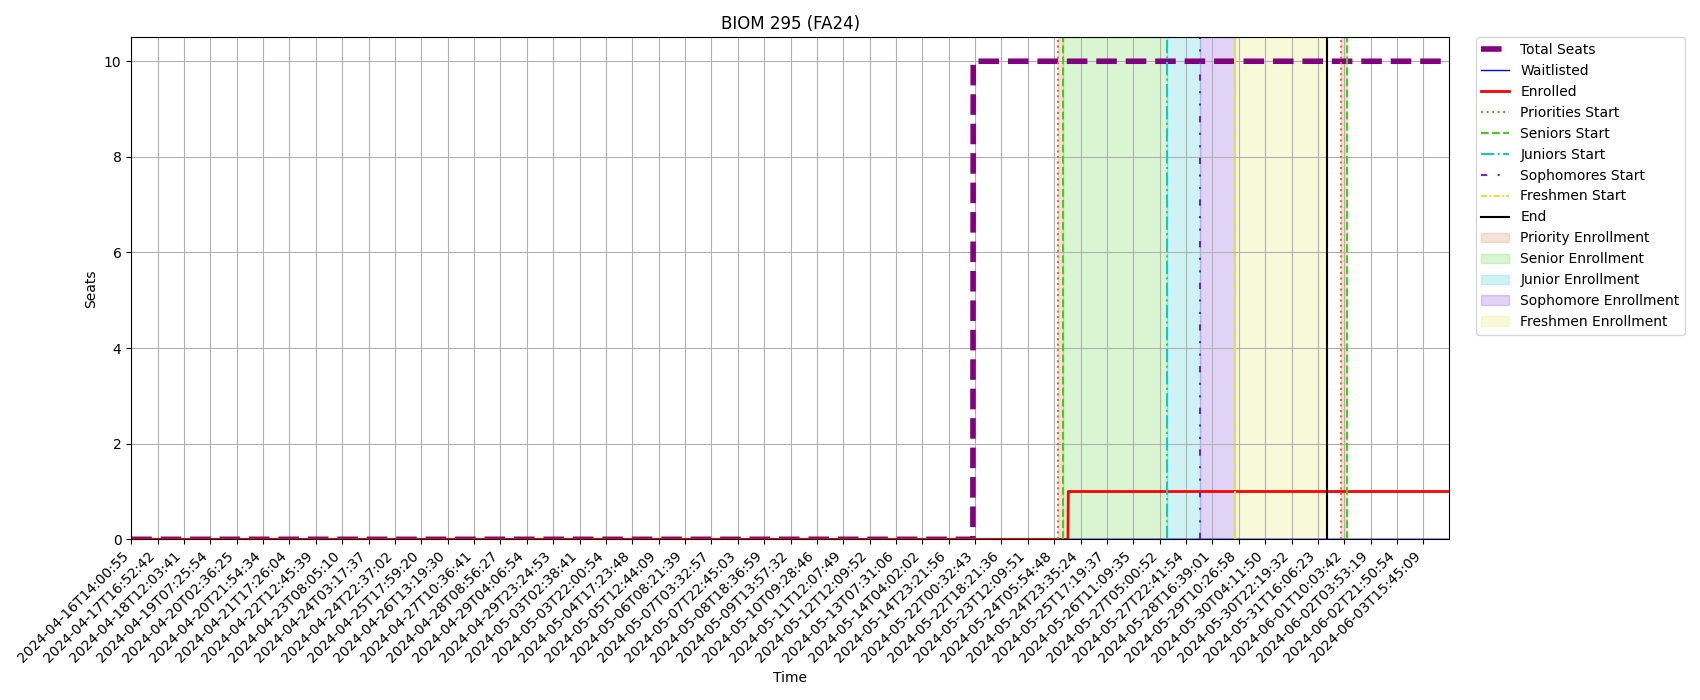 BIOM 295 (FA24)
Total Seats
Waitlisted
Enrolled
Priorities Start
Seniors Start
Juniors Start
Sophomores Start
Freshmen Start
End
Priority Enrollment
Senior Enrollment
Junior Enrollment
Sophomore Enrollment
Freshmen Enrollment
Seats
10
8
6
4
2
0
2024-04-16T14:00:55
2024-04-17T16:52:42
2024-04-18T12:03:41
2024-04-19T07:25:54
2024-04-20T02:36:25
2024-04-20T21:54:34
2024-04-21T17:26:04
2024-04-22T12:45:39
2024-04-23T08:05:10
2024-04-24T03:17:37
2024-04-24T22:37:02
2024-04-25T17:59:20
2024-04-26T13:19:30
2024-04-27T10:36:41
2024-04-28T08:56:27
2024-04-29T04:06:54
2024-04-29T23:24:53
2024-05-03T02:38:41
2024-05-03T22:00:54
2024-05-04T17:23:48
2024-05-05T12:44:09
2024-05-06T08:21:39
2024-05-07T03:32:57
2024-05-07T22:45:03
2024-05-08T18:36:59
2024-05-09T13:57:32
2024-05-10T09:28:46
2024-05-11T12:07:49
2024-05-12T12:09:52
2024-05-13T07:31:06
2024-05-14T04:02:02
2024-05-14T23:21:56
2024-05-22T00:32:43
2024-05-22T18:21:36
2024-05-23T12:09:51
2024-05-24T05:54:48
2024-05-24T23:35:24
2024-05-25T17:19:37
2024-05-26T11:09:35
2024-05-27T05:00:52
2024-05-27T22:41:54
2024-05-28T16:39:01
2024-05-29T10:26:58
2024-05-30T04:11:50
2024-05-30T22:19:32
2024-05-31T16:06:23
2024-06-01T10:03:42
2024-06-02T03:53:19
2024-06-02T21:50:54
2024-06-03T15:45:09
Time